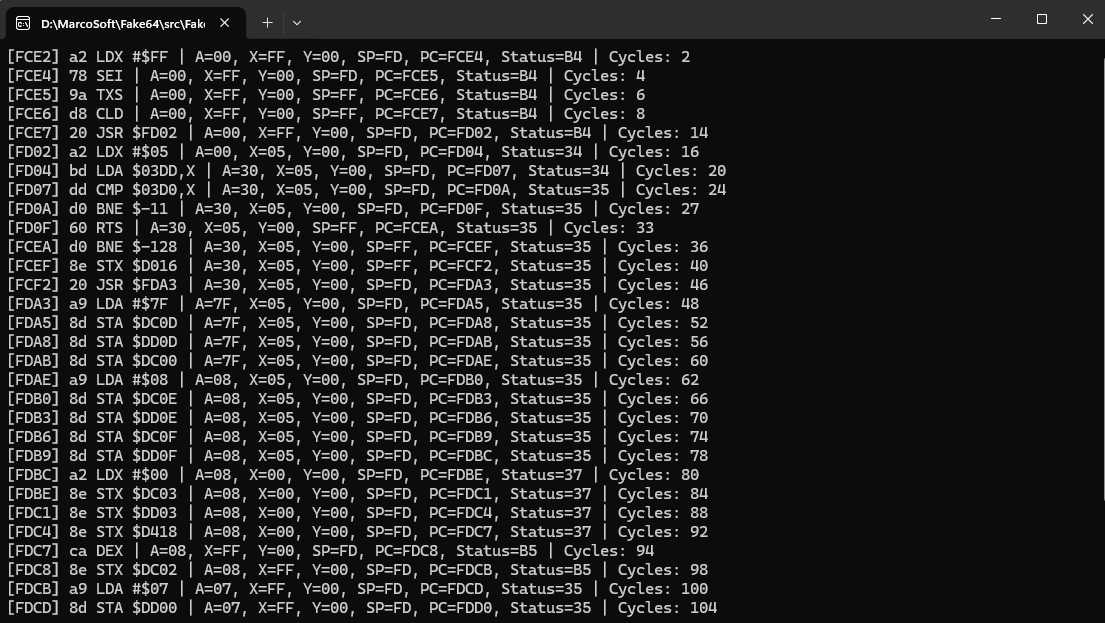 D:\MarcoSoft\Fake64\src\Fak
[FCE2] a2 LDX #$FF | A=00, X=FF, Y=00, SP=FD, PC=FCE4, Status=B4 | Cycles: 2
[FCE4] 78 SEI | A=00, X=FF, Y=00, SP=FD, PC=FCE5, Status=B4 | Cycles: 4
[FCE5] 9a TXS | A=00, X=FF, Y=00, SP=FF, PC=FCE6, Status=B4 | Cycles: 6
[FCE6] d8 CLD | A=00, X=FF, Y=00, SP=FF, PC=FCE7, Status=B4 | Cycles: 8
[FCE7] 20 JSR $FD02 | A=00, X=FF, Y=00, SP=FD, PC=FD02, Status=B4 | Cycles: 14
[FD02] a2 LDX #$05 | A=00, X=05, Y=00, SP=FD, PC=FD04, Status=34 | Cycles: 16
[FD04] bd LDA $03DD,X | A=30, X=05, Y=00, SP=FD, PC=FD07, Status=34 | Cycles: 20
[FD07] dd CMP $03D0,X | A=30, X=05, Y=00, SP=FD, PC=FD0A, Status=35 | Cycles: 24
[FD0A] d0 BNE $-11 | A=30, X=05, Y=00, SP=FD, PC=FD0F, Status=35 | Cycles: 27
[FD0F] 60 RTS | A=30, X=05, Y=00, SP=FF, PC=FCEA, Status=35 | Cycles: 33
[FCEA] d0 BNE $-128 | A=30, X=05, Y=00, SP=FF, PC=FCEF, Status=35 | Cycles: 36
[FCEF] 8e STX $D016 | A=30, X=05, Y=00, SP=FF, PC=FCF2, Status=35 | Cycles: 40
[FCF2] 20 JSR $FDA3 | A=30, X=05, Y=00, SP=FD, PC=FDA3, Status=35 | Cycles: 46
[FDA3] a9 LDA #$7F | A=7F, X=05, Y=00, SP=FD, PC=FDA5, Status=35 | Cycles: 48
[FDA5] 8d STA $DC0D | A=7F, X=05, Y=00, SP=FD, PC=FDA8, Status=35 | Cycles: 52
[FDA8] 8d STA $DD0D | A=7F, X=05, Y=00, SP=FD, PC=FDAB, Status=35 | Cycles: 56
[FDAB] 8d STA $DC00 | A=7F, X=05, Y=00, SP=FD, PC=FDAE, Status=35 | Cycles: 60
[FDAE] a9 LDA #$08 | A=08, X=05, Y=00, SP=FD, PC=FDB0, Status=35 | Cycles: 62
[FDB0] 8d STA $DC0E | A=08, X=05, Y=00, SP=FD, PC=FDB3, Status=35 | Cycles: 66
[FDB3] 8d STA $DD0E | A=08, X=05, Y=00, SP=FD, PC=FDB6, Status=35 | Cycles: 70
[FDB6] 8d STA $DC0F | A=08, X=05, Y=00, SP=FD, PC=FDB9, Status=35 | Cycles: 74
[FDB9] 8d STA $DD0F | A=08, X=05, Y=00, SP=FD, PC=FDBC, Status=35 | Cycles: 78
[FDBC] a2 LDX #$00 | A=08, X=00, Y=00, SP=FD, PC=FDBE, Status=37 | Cycles: 80
[FDBE] 8e STX $DC03 | A=08, X=00, Y=00, SP=FD, PC=FDC1, Status=37 | Cycles: 84
[FDC1] 8e STX $DD03 | A=08, X=00, Y=00, SP=FD, PC=FDC4, Status=37 | Cycles: 88
[FDC4] 8e STX $D418 | A=08, X=00, Y=00, SP=FD, PC=FDC7, Status=37 | Cycles: 92
[FDC7] ca DEX | A=08, X=FF, Y=00, SP=FD, PC=FDC8, Status=B5 | Cycles: 94
[FDC8] 8e STX $DC02 | A=08, X=FF, Y=00, SP=FD, PC=FDCB, Status=B5 | Cycles: 98
[FDCB] a9 LDA #$07 | A=07, X=FF, Y=00, SP=FD, PC=FDCD, Status=35 | Cycles: 100
[FDCD] 8d STA $DD00 | A=07, X=FF, Y=00, SP=FD, PC=FDD0, Status=35 | Cycles: 104